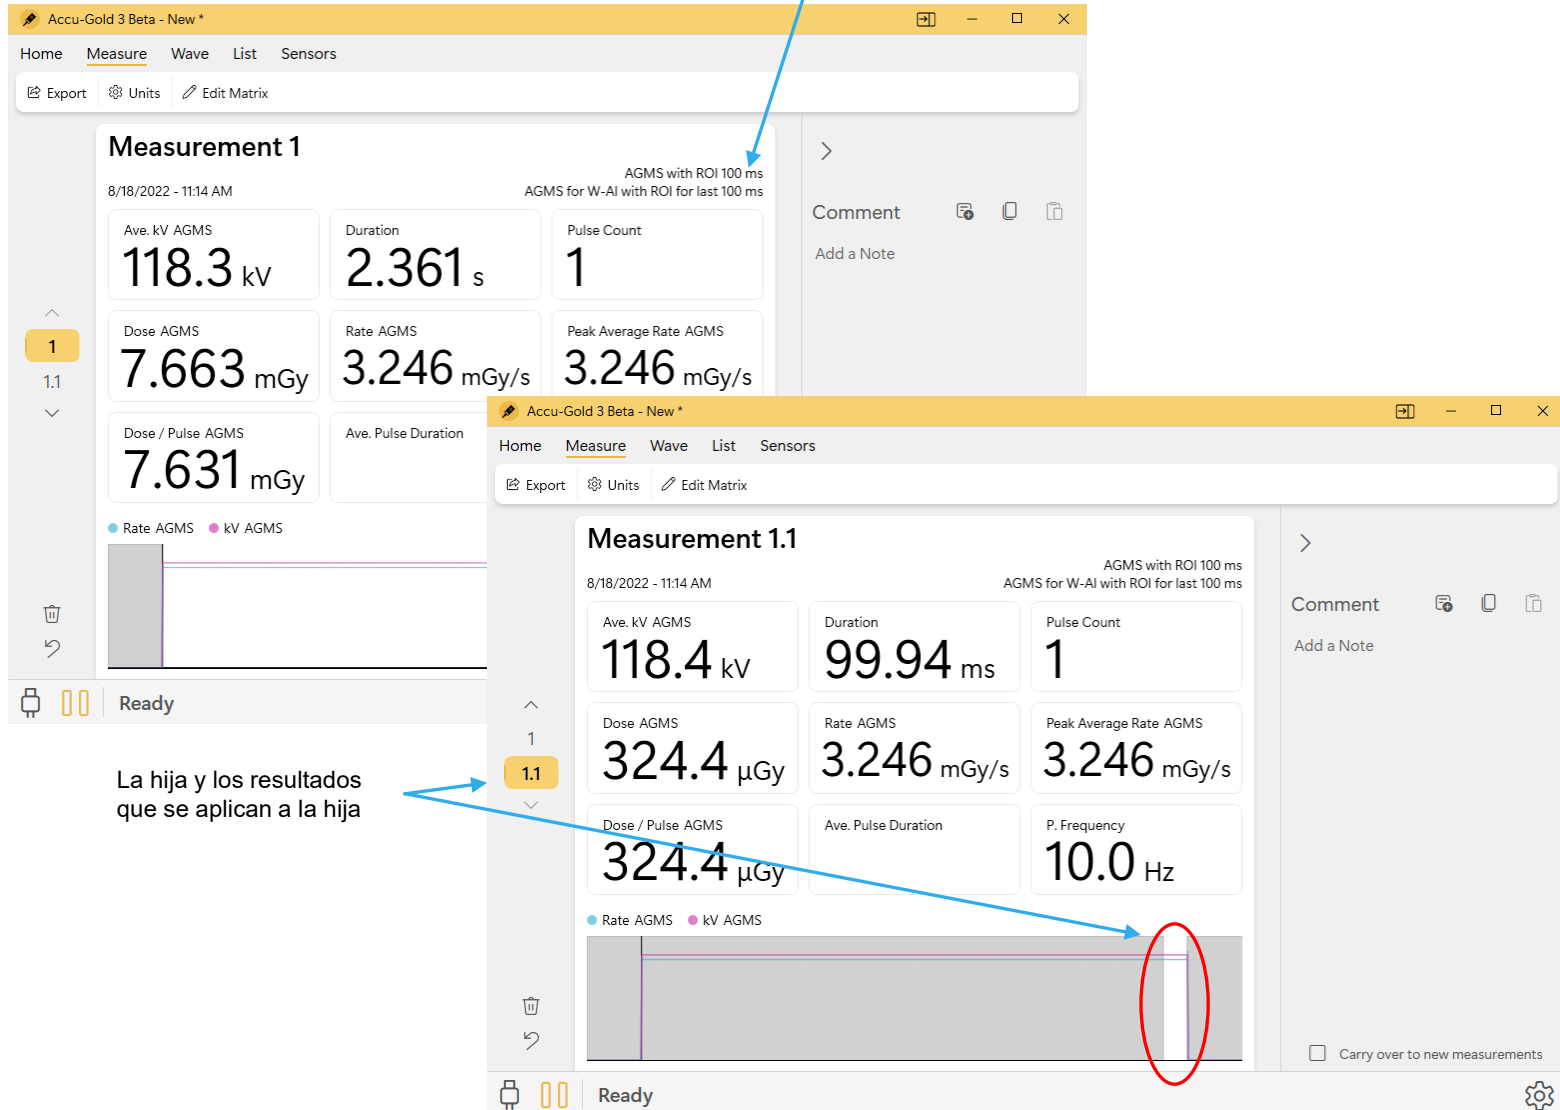 Accu-Gold 3 Beta - New *
Home Measure Wave List Sensors
Export Units Edit Matrix
Measurement 1
AGMS with ROI 100 ms
8/18/2022 - 11:14 AM
AGMS for W-Al with ROI for last 100 ms
Ave. kV AGMS
118.3 kV
Duration
2.361 s
Pulse Count
1
Dose AGMS
7.663 mGy
Rate AGMS
3.246 mGy/s
Peak Average Rate AGMS
3.246 mGy/s
Dose / Pulse AGMS
7.631 mGy
Ave. Pulse Duration
Rate AGMS kV AGMS
1
1.1
Comment
Add a Note
Ready
La hija y los resultados
que se aplican a la hija
Accu-Gold 3 Beta - New *
Home Measure Wave List Sensors
Export Units Edit Matrix
Measurement 1.1
AGMS with ROI 100 ms
8/18/2022 - 11:14 AM
AGMS for W-Al with ROI for last 100 ms
Ave. kV AGMS
118.4 kV
Duration
99.94 ms
Pulse Count
1
Dose AGMS
324.4 µGy
Rate AGMS
3.246 mGy/s
Peak Average Rate AGMS
3.246 mGy/s
Dose / Pulse AGMS
324.4 µGy
Ave. Pulse Duration
P. Frequency
10.0 Hz
Rate AGMS kV AGMS
1
1.1
Comment
Add a Note
Carry over to new measurements
Ready